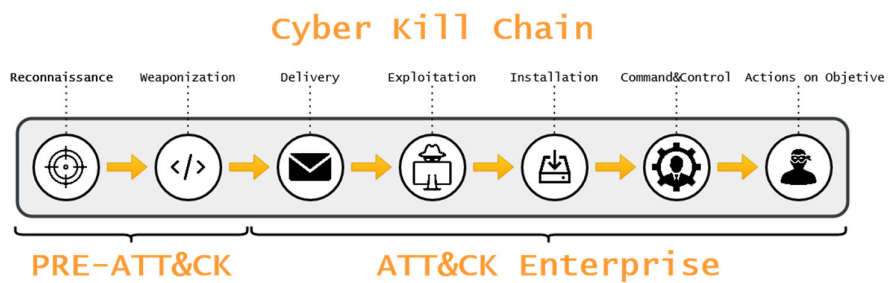 Cyber Kill Chain
Reconnaissance Weaponization Delivery Exploitation Installation Command&Control Actions on Objetive
</>
PRE-ATT&CK ATT&CK Enterprise